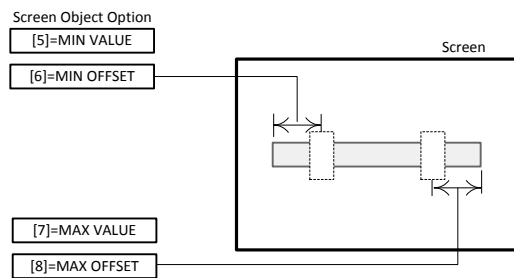 Screen Object Option
[5]=MIN VALUE
Screen
[6]=MIN OFFSET
[7]=MAX VALUE
[8]=MAX OFFSET